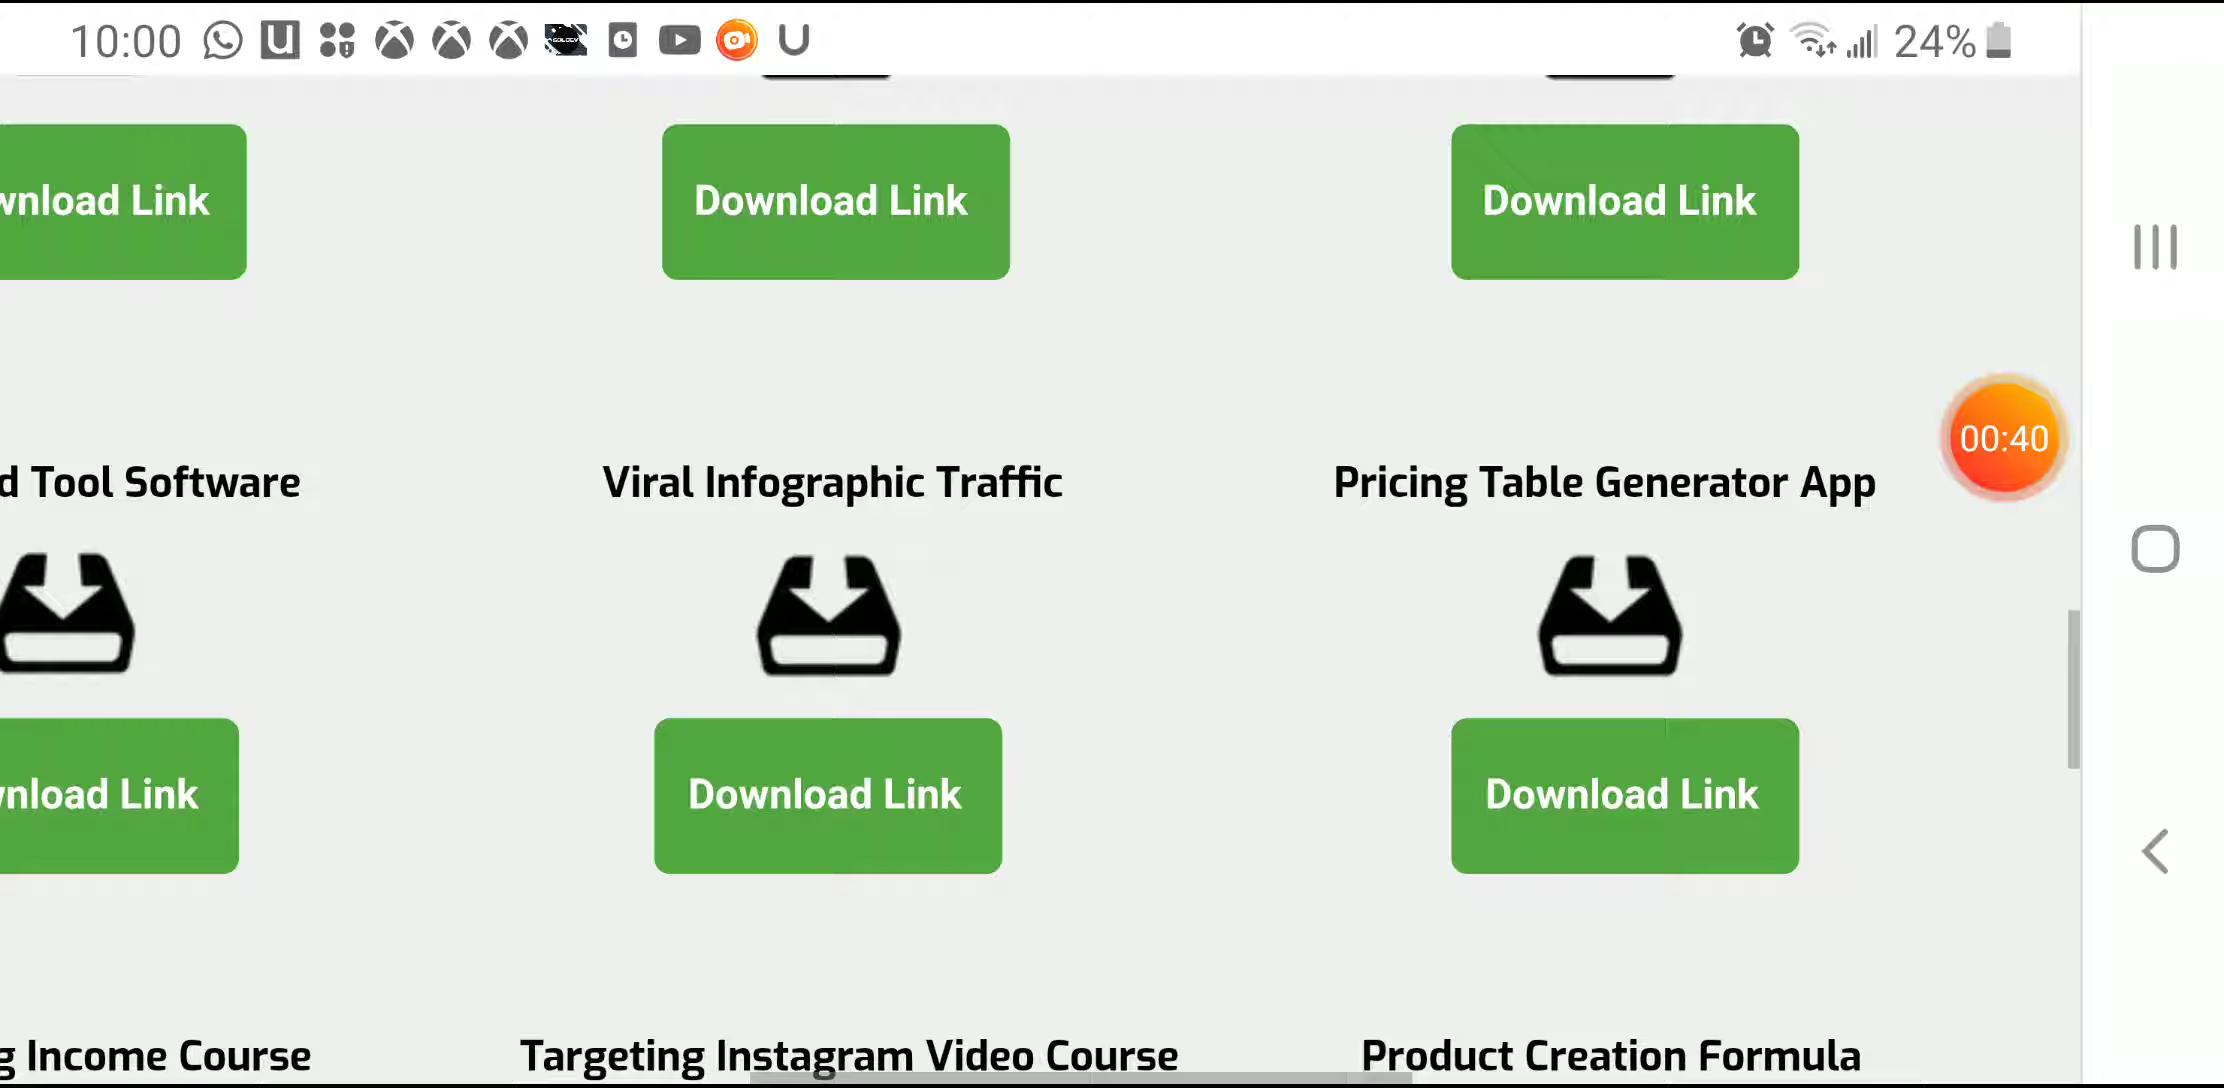 10:00
24%
wnload Link
Download Link
Download Link
00:40
d Tool Software
Viral Infographic Traffic
Pricing Table Generator App
nload Link
Download Link
Download Link
g Income Course
Targeting Instagram Video Course
Product Creation Formula